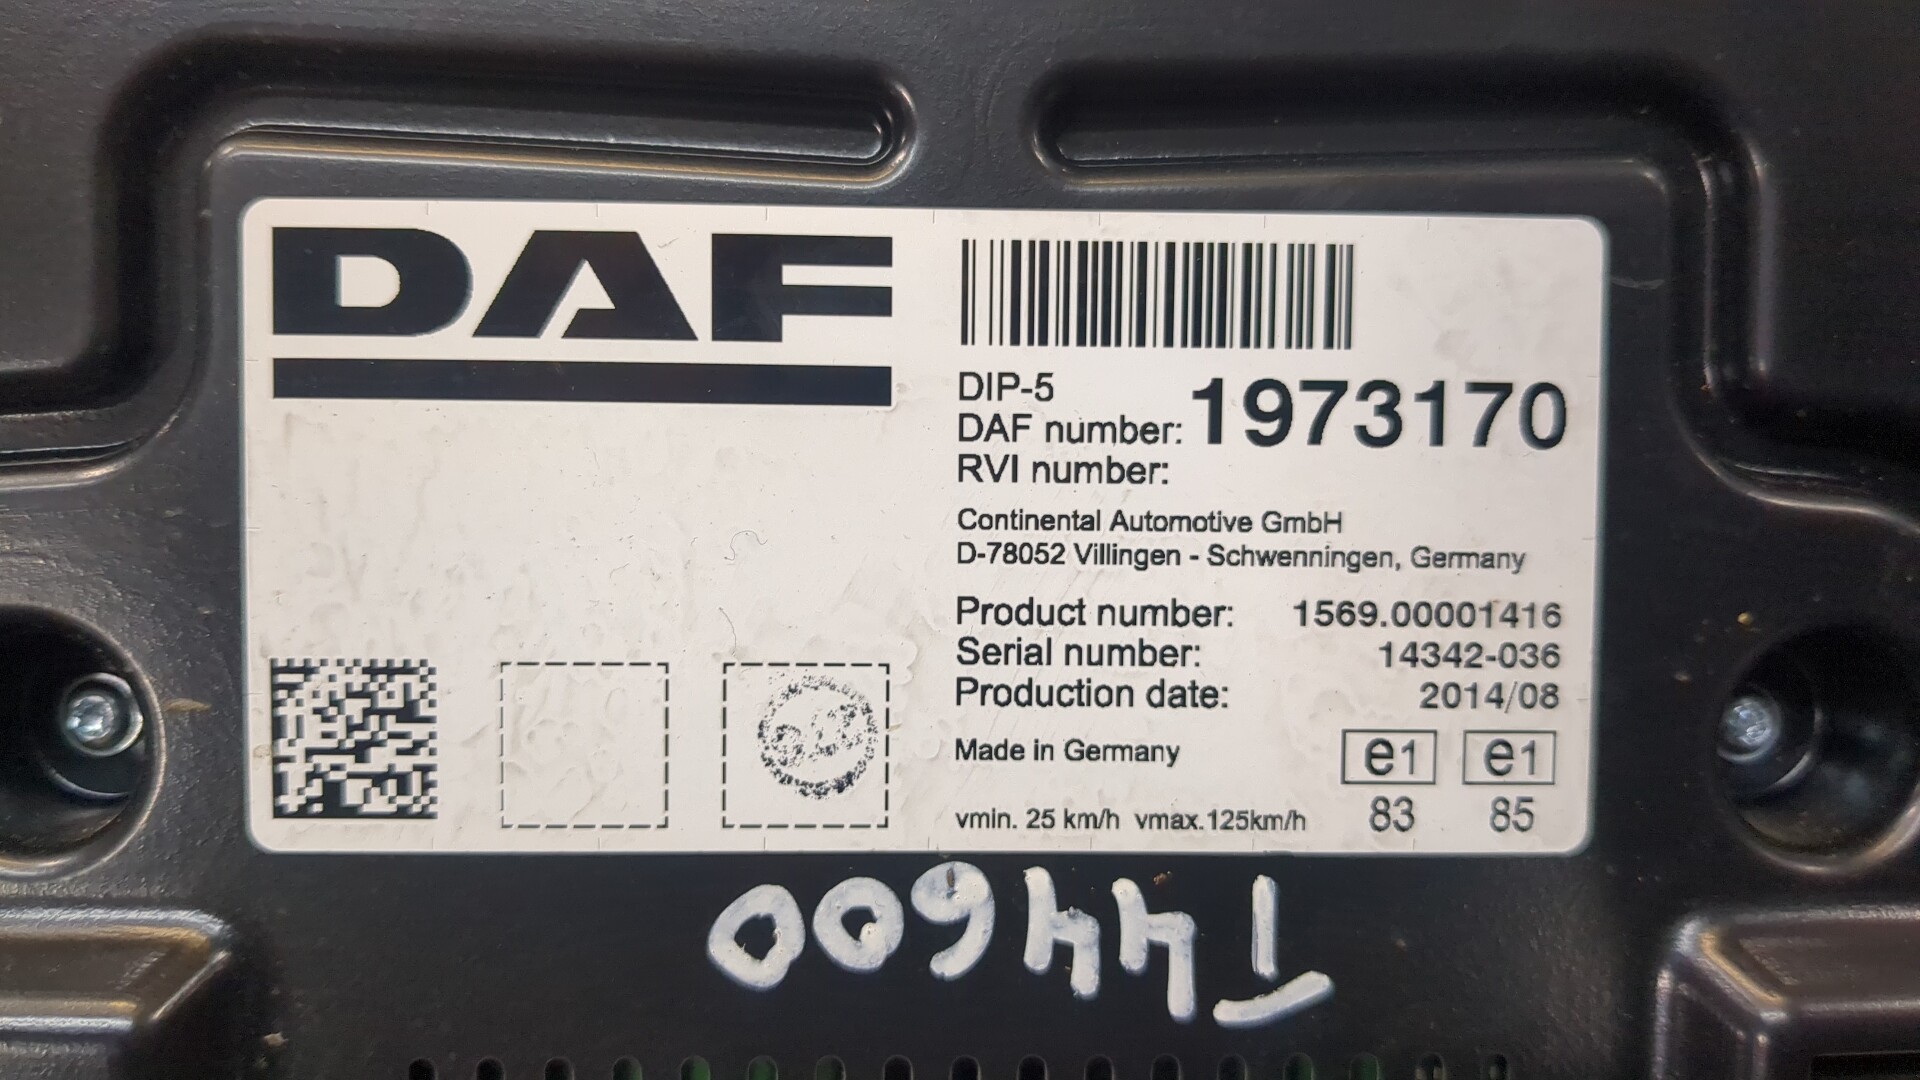 DAF
DIP-5
DAF number: 1973170
RVI number:
Continental Automotive GmbH
D-78052 Villingen - Schwenningen, Germany
Product number: 1569.00001416
Serial number: 14342-036
Production date: 2014/08
Made in Germany
e1 e1
83 85
vmin. 25 km/h vmax.125km/h
T44600